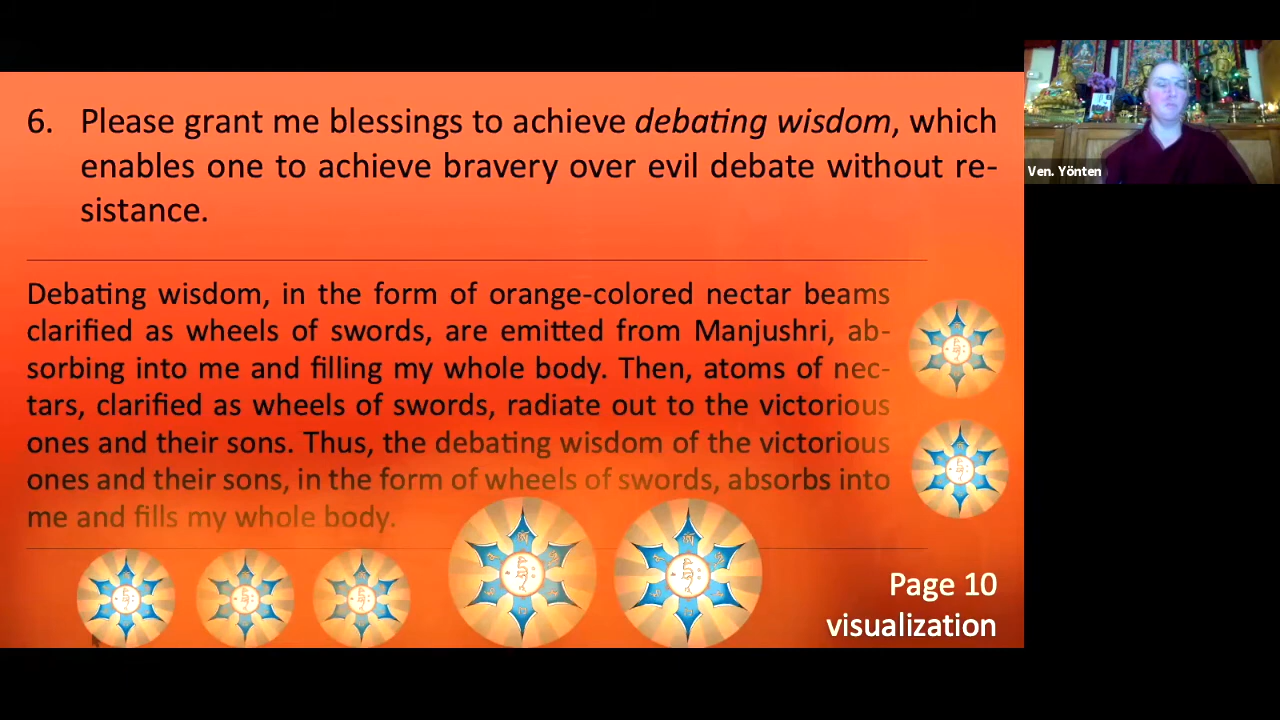 6. Please grant me blessings to achieve debating wisdom, which
enables one to achieve bravery over evil debate without re-
sistance.
Debating wisdom, in the form of orange-colored nectar beams
clarified as wheels of swords, are emitted from Manjushri, ab-
sorbing into me and filling my whole body. Then, atoms of nec-
tars, clarified as wheels of swords, radiate out to the victorious
ones and their sons. Thus, the debating wisdom of the victorious
ones and their sons, in the form of wheels of swords, absorbs into
me and fills my whole body.
Page 10
visualization
Ven. Yönten